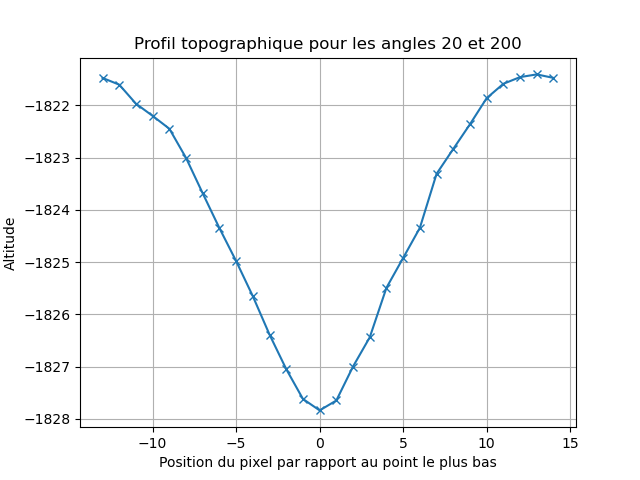 Profil topographique pour les angles 20 et 200
−1822
−1823
−1824
−1825
−1826
−1827
−1828
Altitude
−10 −5 0 5 10 15
Position du pixel par rapport au point le plus bas